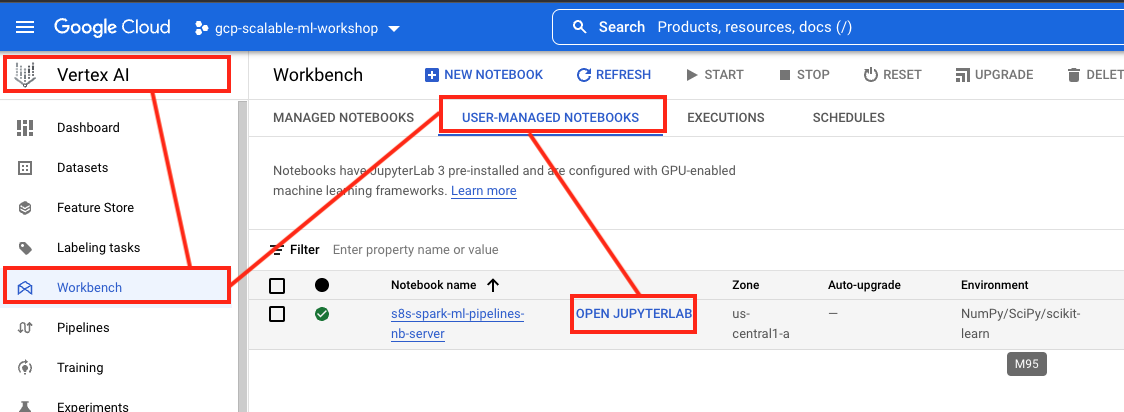 Google Cloud gcp-scalable-ml-workshop Search Products, resources, docs (/)
Vertex AI
Dashboard
Datasets
Feature Store
Labeling tasks
Workbench
Pipelines
Training
Experiments
Workbench NEW NOTEBOOK REFRESH START STOP RESET UPGRADE DELET
MANAGED NOTEBOOKS USER-MANAGED NOTEBOOKS EXECUTIONS SCHEDULES
Notebooks have JupyterLab 3 pre-installed and are configured with GPU-enabled
machine learning frameworks. Learn more
Filter Enter property name or value
Notebook name Zone Auto-upgrade Environment
s8s-spark-ml-pipelines-
nb-server
OPEN JUPYTERLAB
us-
central1-a
—
NumPy/SciPy/scikit-
learn
M95